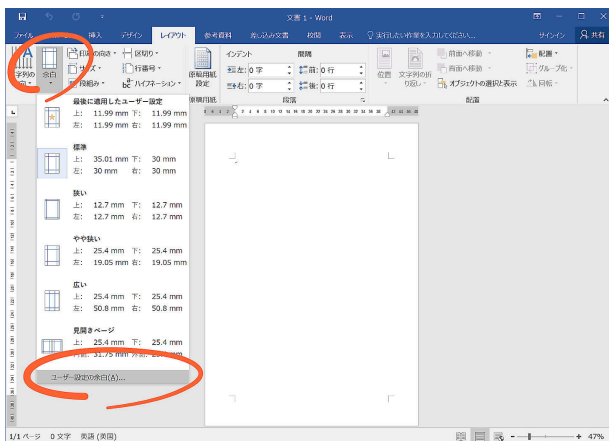 文書 1 - Word
ファイル 挿入 デザイン レイアウト 参考資料 差し込み文書 校閲 表示 実行したい作業を入力してください... サインイン 共有
文字列の 余白 印刷の向き 区切り
サイズ 行番号
段組み ハイフネーション
原稿用紙
設定
インデント 間隔
左: 0 字 前: 0 行
右: 0 字 後: 0 行
位置 文字列の折
り返し
前面へ移動 配置
背面へ移動 グループ化
オブジェクトの選択と表示 回転
原稿用紙 段落 配置
最後に適用したユーザー設定
上: 11.99 mm 下: 11.99 mm
左: 11.99 mm 右: 11.99 mm
標準
上: 35.01 mm 下: 30 mm
左: 30 mm 右: 30 mm
狭い
上: 12.7 mm 下: 12.7 mm
左: 12.7 mm 右: 12.7 mm
やや狭い
上: 25.4 mm 下: 25.4 mm
左: 19.05 mm 右: 19.05 mm
広い
上: 25.4 mm 下: 25.4 mm
左: 50.8 mm 右: 50.8 mm
見開きページ
上: 25.4 mm 下: 25.4 mm
31.75 mm
ユーザー設定の余白(A)...
1/1 ページ 0 文字 英語 (英国) 47%